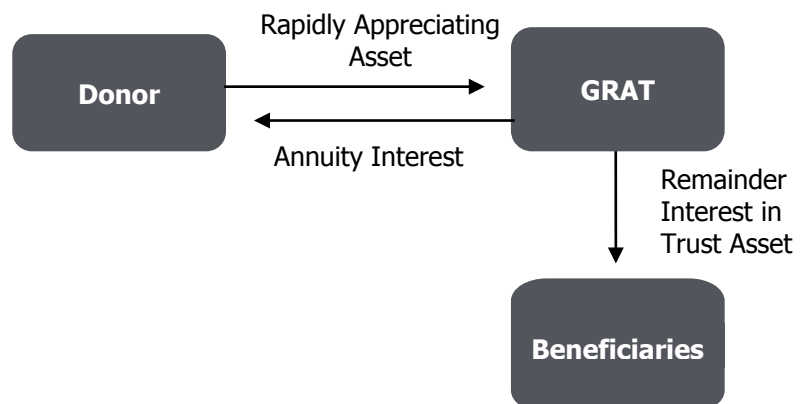 Rapidly Appreciating
Asset
Donor
GRAT
Annuity Interest
Remainder
Interest in
Trust Asset
Beneficiaries